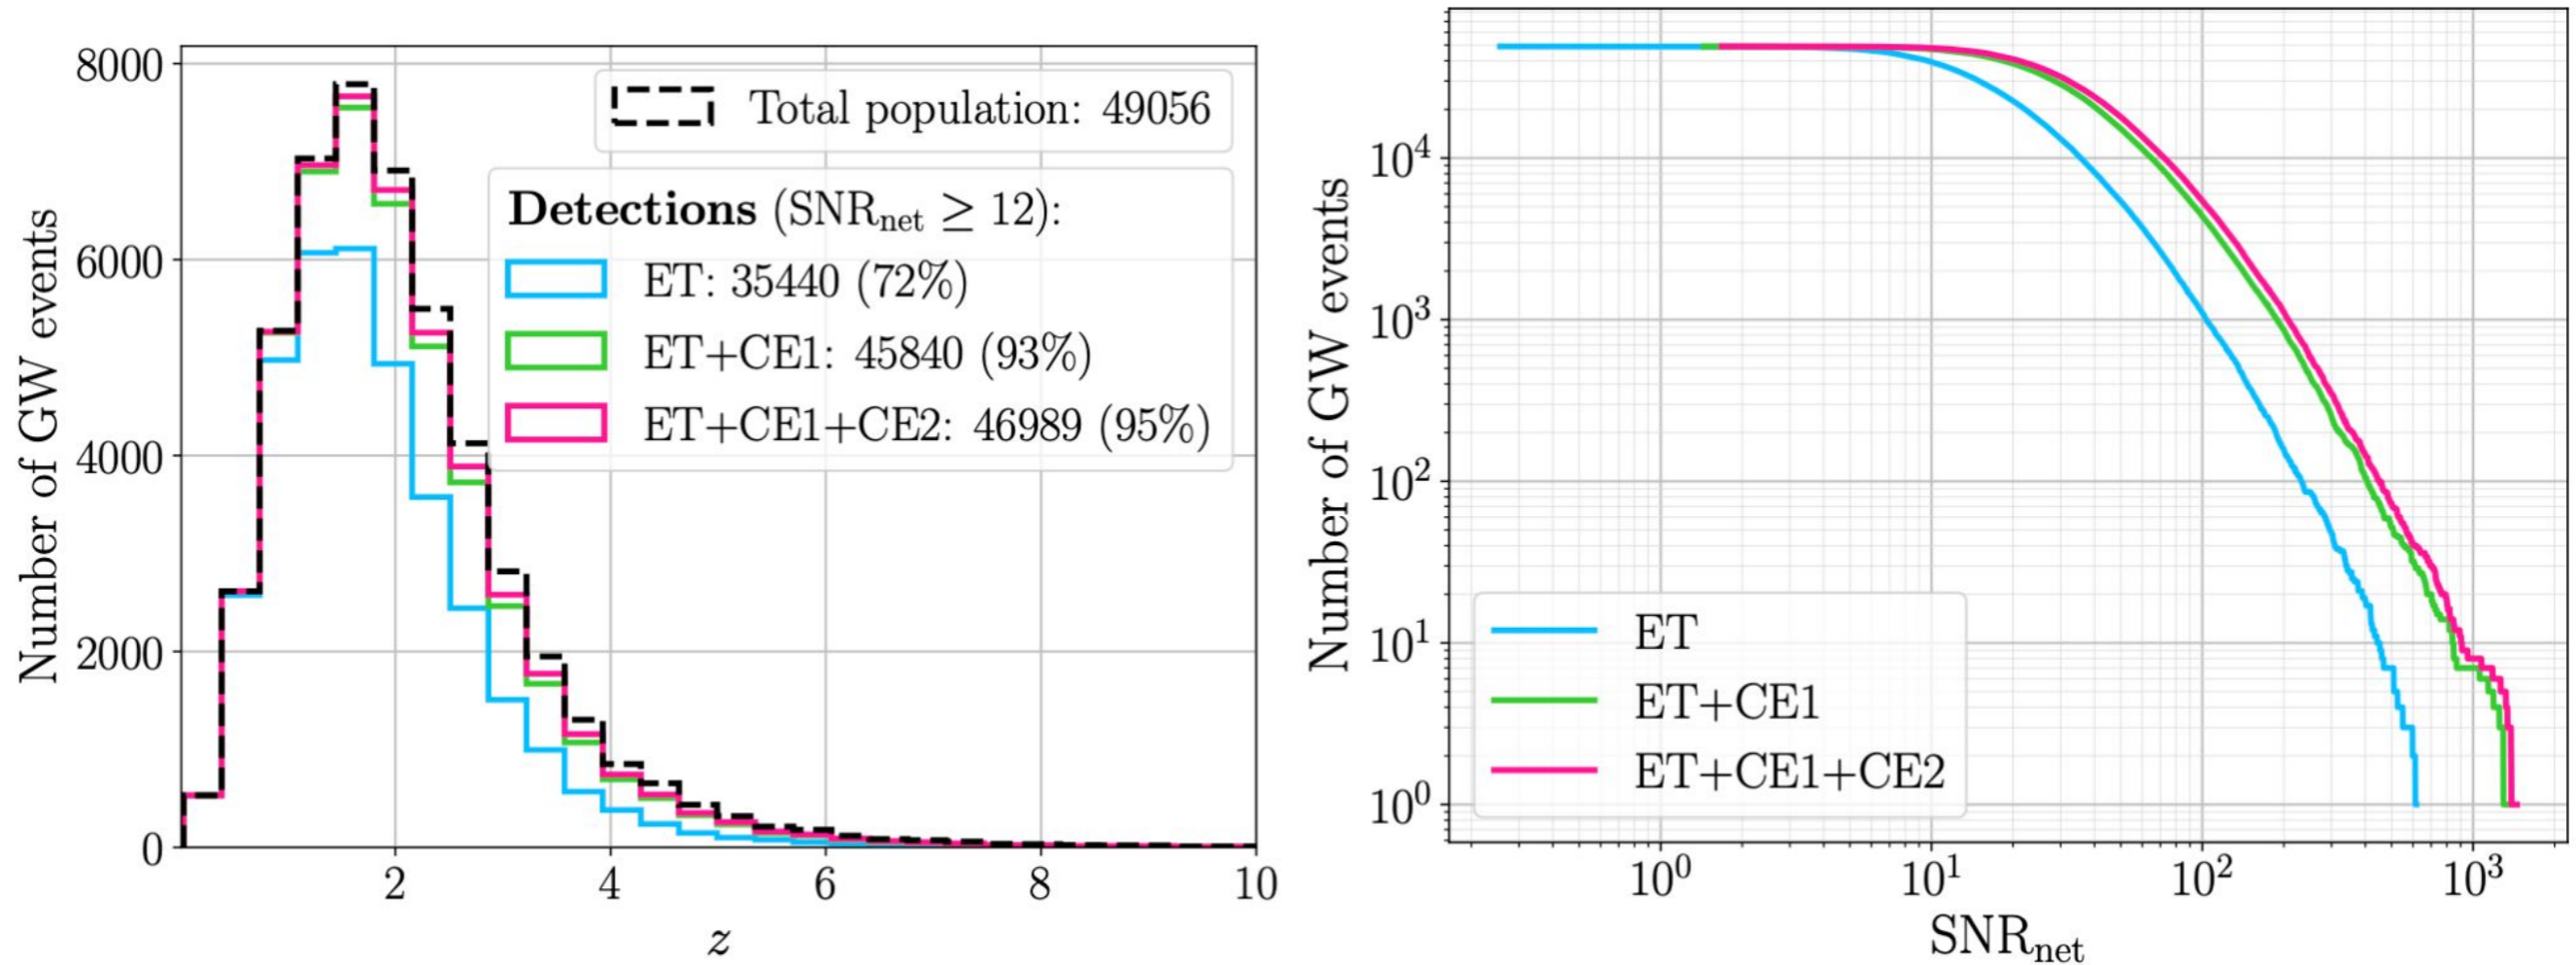 Number of GW events
8000
6000
4000
2000
0
2
4
6
8
10
z
Total population: 49056
Detections (SNR_net ≥ 12):
ET: 35440 (72%)
ET+CE1: 45840 (93%)
ET+CE1+CE2: 46989 (95%)
Number of GW events
10^4
10^3
10^2
10^1
10^0
10^0
10^1
10^2
10^3
SNR_net
ET
ET+CE1
ET+CE1+CE2